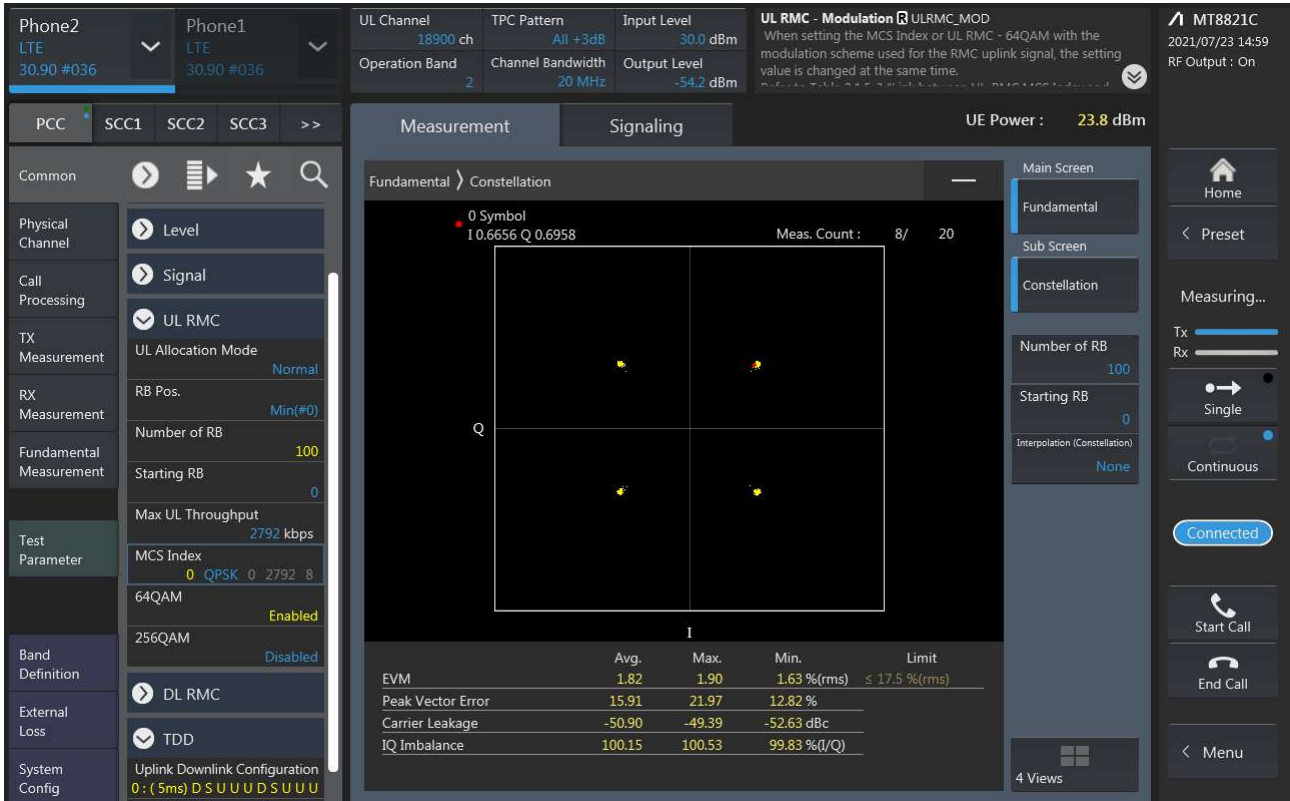 Phone2
LTE
30.90 #036
Phone1
LTE
30.90 #036
UL Channel
18900 ch
TPC Pattern
All +3dB
Input Level
30.0 dBm
Operation Band
2
Channel Bandwidth
20 MHz
Output Level
-54.2 dBm
UL RMC - Modulation R ULRMC_MOD
When setting the MCS Index or UL RMC - 64QAM with the
modulation scheme used for the RMC uplink signal, the setting
value is changed at the same time.
MT8821C
2021/07/23 14:59
RF Output : On
PCC SCC1 SCC2 SCC3 >>
Measurement
Signaling
UE Power : 23.8 dBm
Common
Physical
Channel
Call
Processing
TX
Measurement
RX
Measurement
Fundamental
Measurement
Test
Parameter
Band
Definition
External
Loss
System
Config
Level
Signal
UL RMC
UL Allocation Mode
Normal
RB Pos.
Min(#0)
Number of RB
100
Starting RB
0
Max UL Throughput
2792 kbps
MCS Index
0 QPSK 0 2792 8
64QAM
Enabled
256QAM
Disabled
DL RMC
TDD
Uplink Downlink Configuration
0 : ( 5ms) D S U U U D S U U U
Fundamental > Constellation
0 Symbol
I 0.6656 Q 0.6958
Meas. Count : 8/ 20
Q
I
Avg. Max. Min. Limit
EVM 1.82 1.90 1.63 %(rms) ≤ 17.5 %(rms)
Peak Vector Error 15.91 21.97 12.82 %
Carrier Leakage -50.90 -49.39 -52.63 dBc
IQ Imbalance 100.15 100.53 99.83 %(I/Q)
Main Screen
Fundamental
Sub Screen
Constellation
Number of RB
100
Starting RB
0
Interpolation (Constellation)
None
4 Views
Home
< Preset
Measuring...
Tx
Rx
Single
Continuous
Connected
Start Call
End Call
< Menu